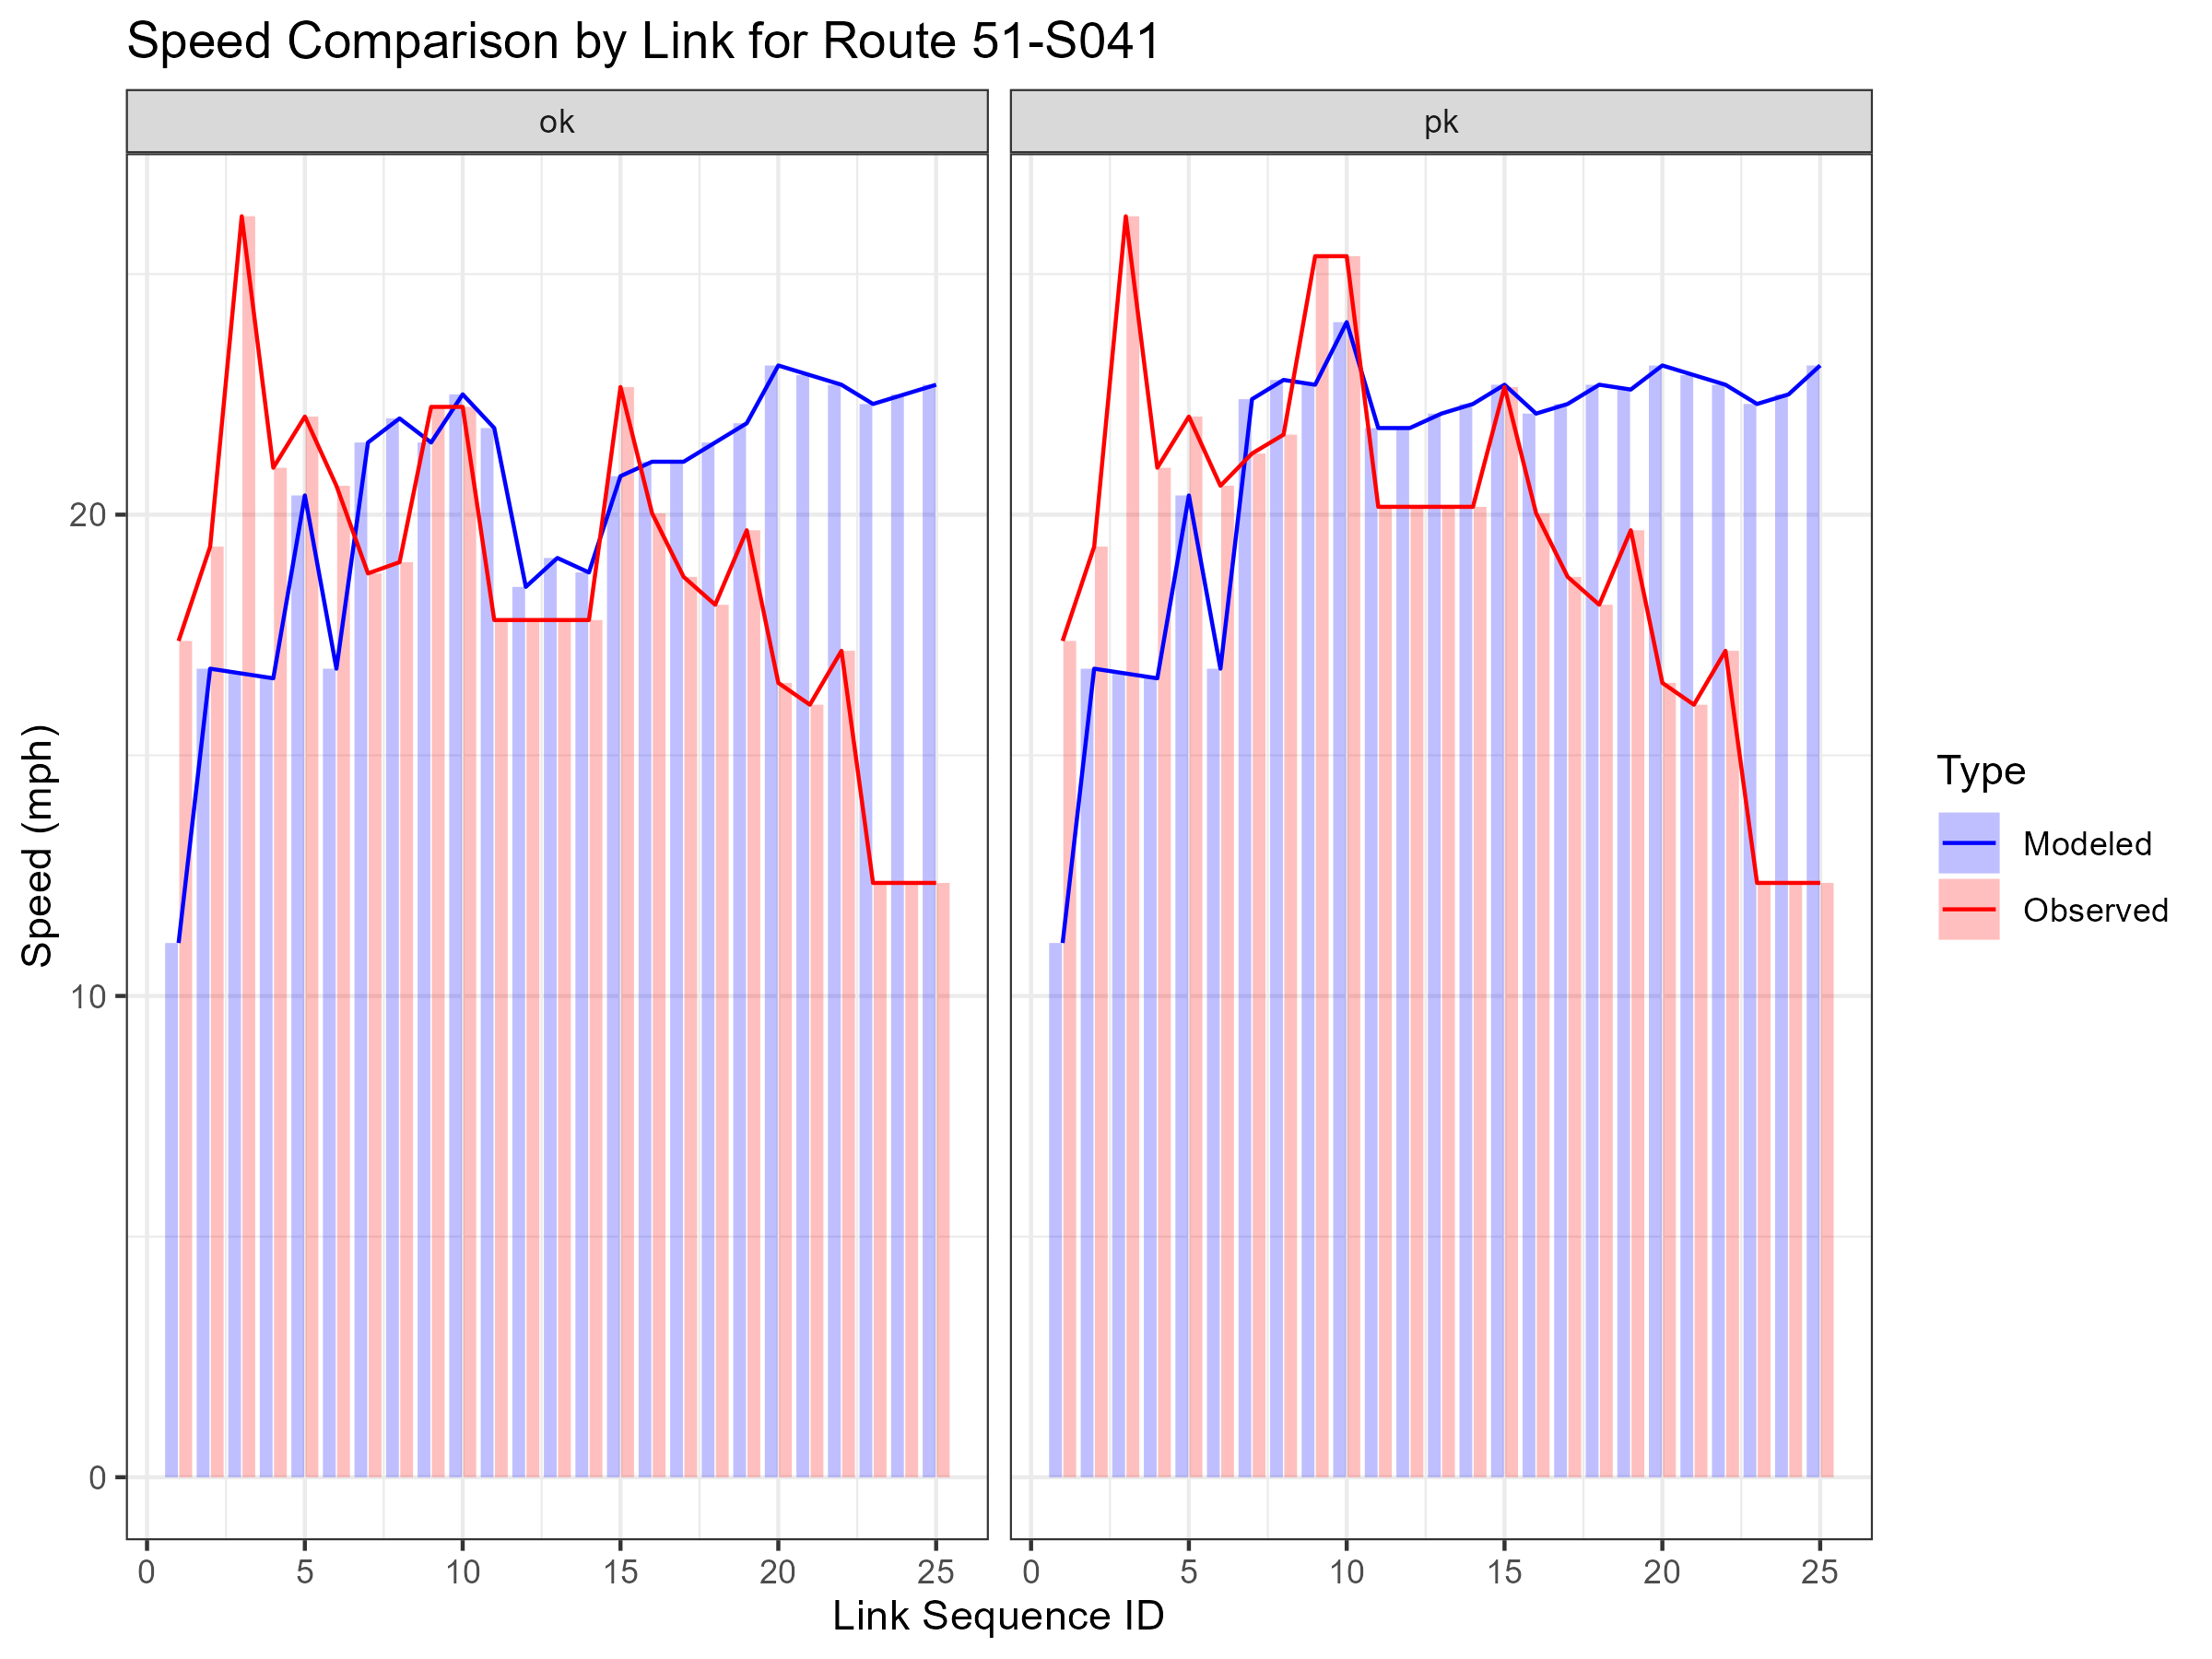 Speed Comparison by Link for Route 51-S041
ok
pk
Speed (mph)
20
10
0
0 5 10 15 20 25
0 5 10 15 20 25
Link Sequence ID
Type
Modeled
Observed